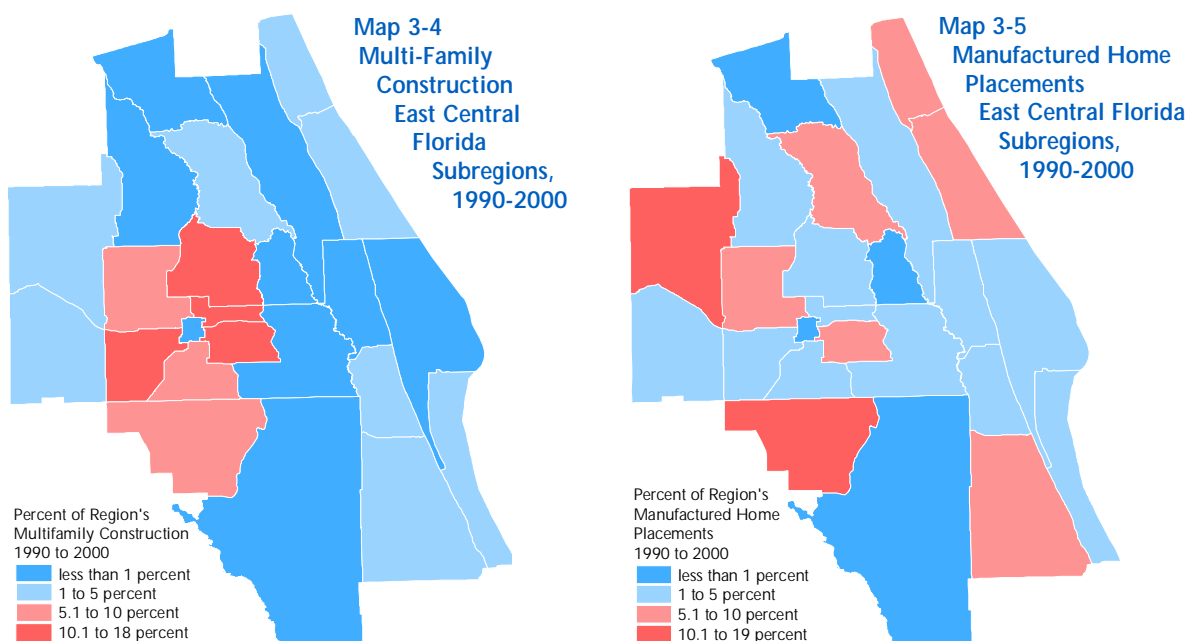 Map 3-4
Multi-Family
Construction
East Central
Florida
Subregions,
1990-2000
Percent of Region's
Multifamily Construction
1990 to 2000
less than 1 percent
1 to 5 percent
5.1 to 10 percent
10.1 to 18 percent
Map 3-5
Manufactured Home
Placements
East Central Florida
Subregions,
1990-2000
Percent of Region's
Manufactured Home
Placements
1990 to 2000
less than 1 percent
1 to 5 percent
5.1 to 10 percent
10.1 to 19 percent